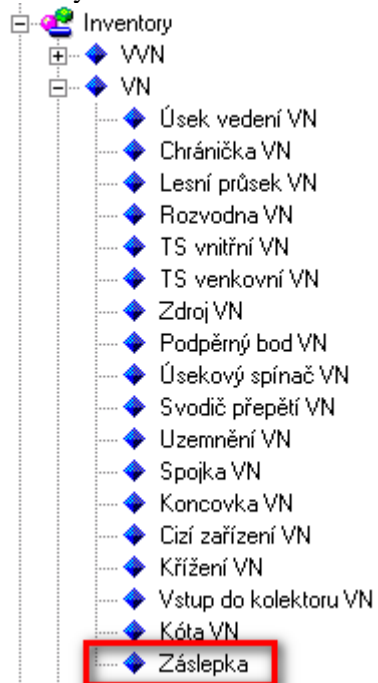 Inventory
VVN
VN
Úsek vedení VN
Chránička VN
Lesní průsek VN
Rozvodna VN
TS vnitřní VN
TS venkovní VN
Zdroj VN
Podpěrný bod VN
Úsekový spínač VN
Svodič přepětí VN
Uzemnění VN
Spojka VN
Koncovka VN
Cizí zařízení VN
Křížení VN
Vstup do kolektoru VN
Kóta VN
Záslepka